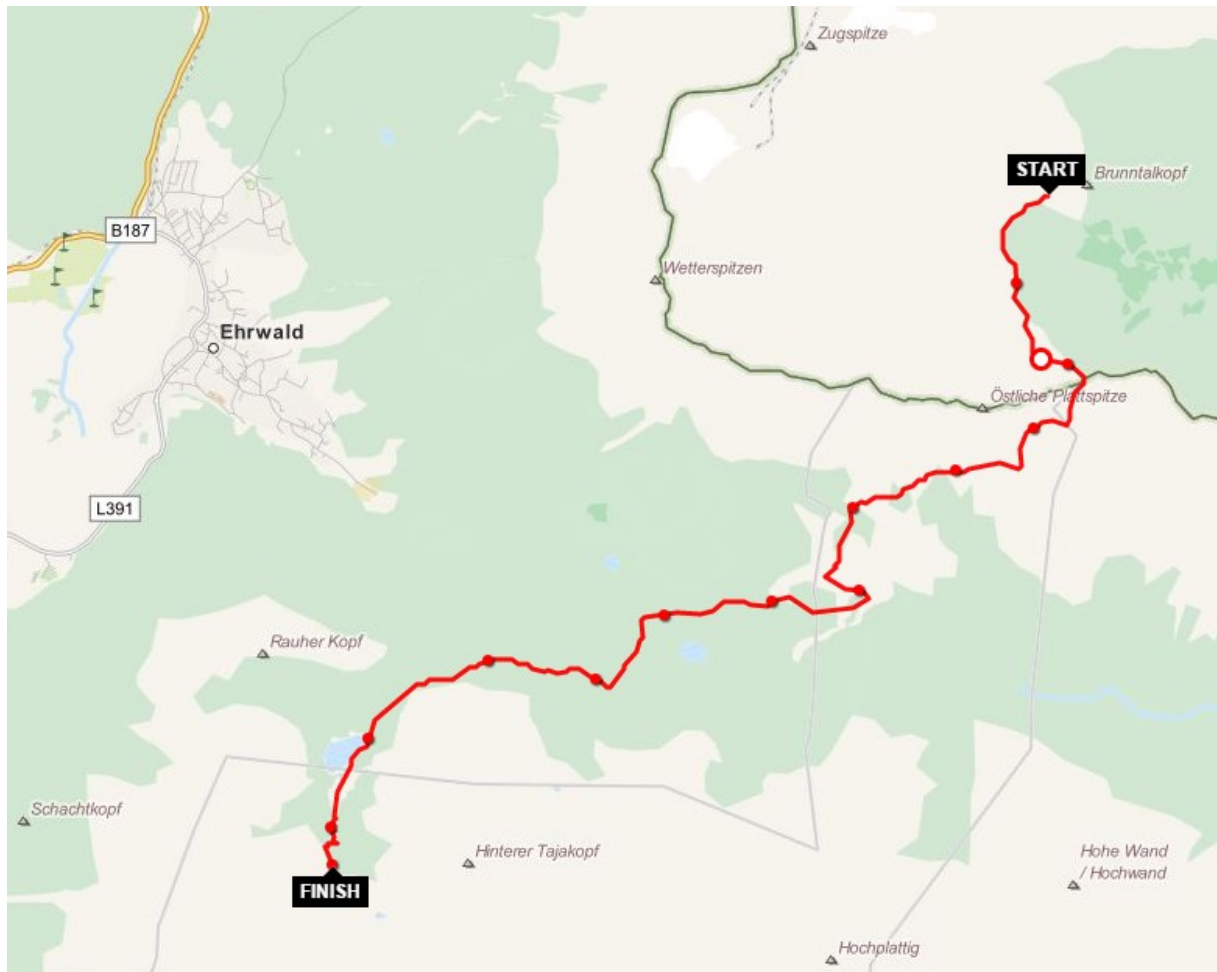 Zugspitze
START
Brunntalkopf
B187
Wetterspitzen
Ehrwald
Östliche Plattspitze
L391
Rauher Kopf
Schachtkopf
Hinterer Tajakopf
Hohe Wand
/ Hochwand
FINISH
Hochplattig